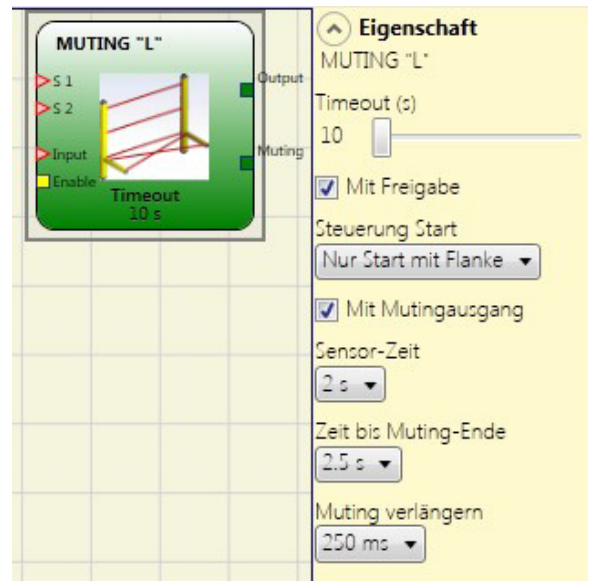 MUTING "L"
S 1
S 2
Input
Enable
Output
Muting
Timeout
10 s
Eigenschaft
MUTING "L"
Timeout (s)
10
Mit Freigabe
Steuerung Start
Nur Start mit Flanke
Mit Mutingausgang
Sensor-Zeit
2 s
Zeit bis Muting-Ende
2.5 s
Muting verlängern
250 ms